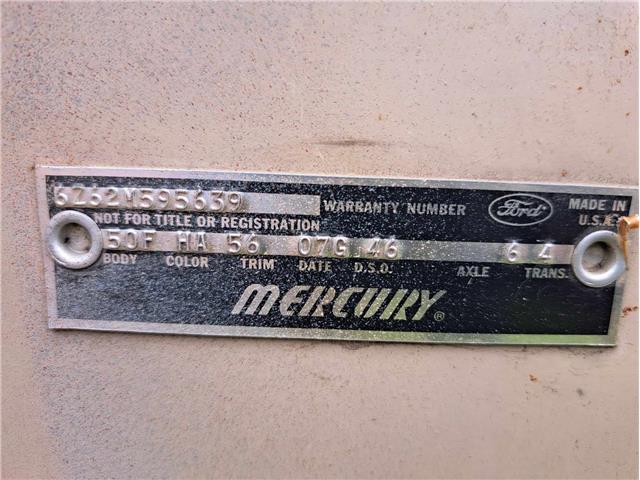 6Z62M595639 WARRANTY NUMBER Ford MADE IN
NOT FOR TITLE OR REGISTRATION U.S.A.
50F HA 56 07G 46 6 4
BODY COLOR TRIM DATE D.S.O. AXLE TRANS.
MERCURY ®